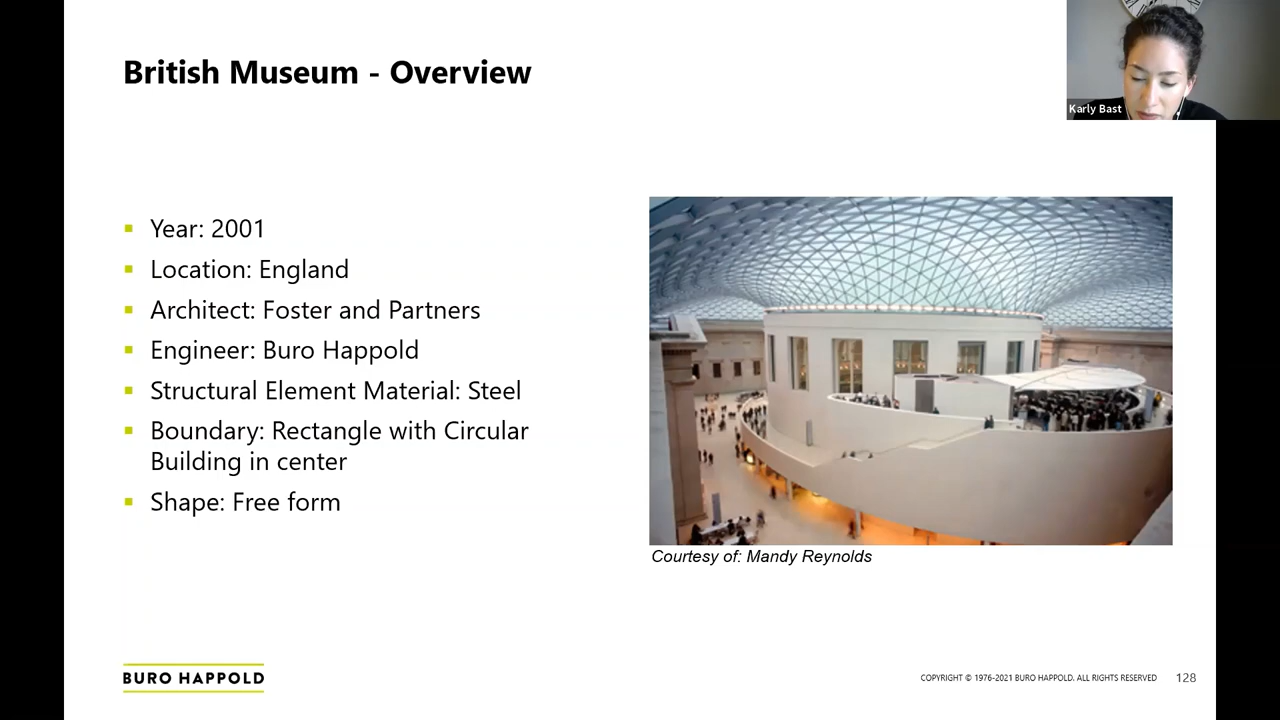 British Museum - Overview
Karly Bast
Year: 2001
Location: England
Architect: Foster and Partners
Engineer: Buro Happold
Structural Element Material: Steel
Boundary: Rectangle with Circular
Building in center
Shape: Free form
Courtesy of: Mandy Reynolds
BURO HAPPOLD
COPYRIGHT © 1976-2021 BURO HAPPOLD. ALL RIGHTS RESERVED
128